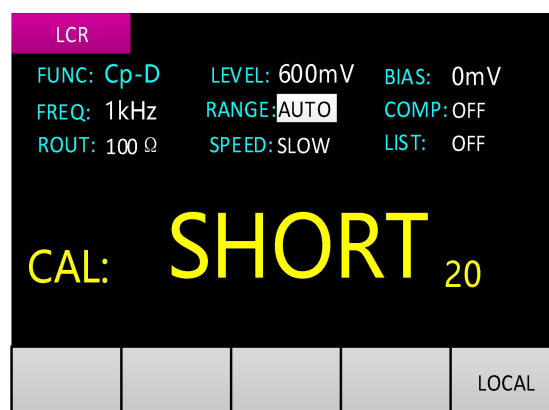 LCR
FUNC: Cp-D LEVEL: 600mV BIAS: 0mV
FREQ: 1kHz RANGE: AUTO COMP: OFF
ROUT: 100 Ω SPEED: SLOW LIST: OFF
CAL: SHORT 20
LOCAL